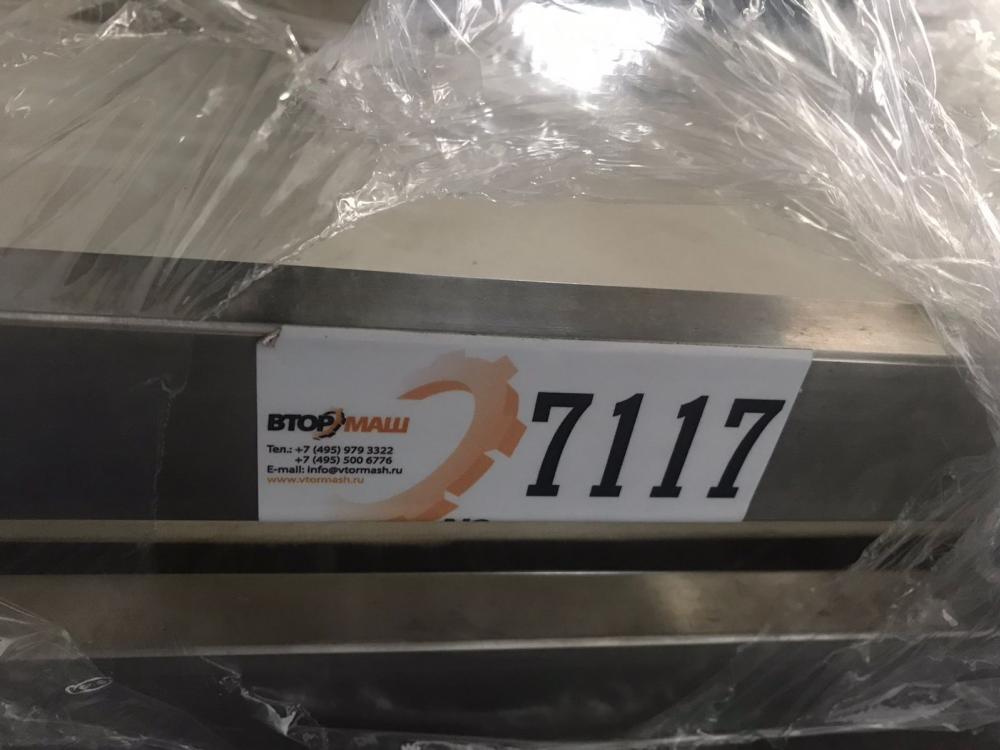 ВТОРМАШ
Тел.: +7 (495) 979 3322
+7 (495) 500 6776
E-mail: info@vtormash.ru
www.vtormash.ru
7117